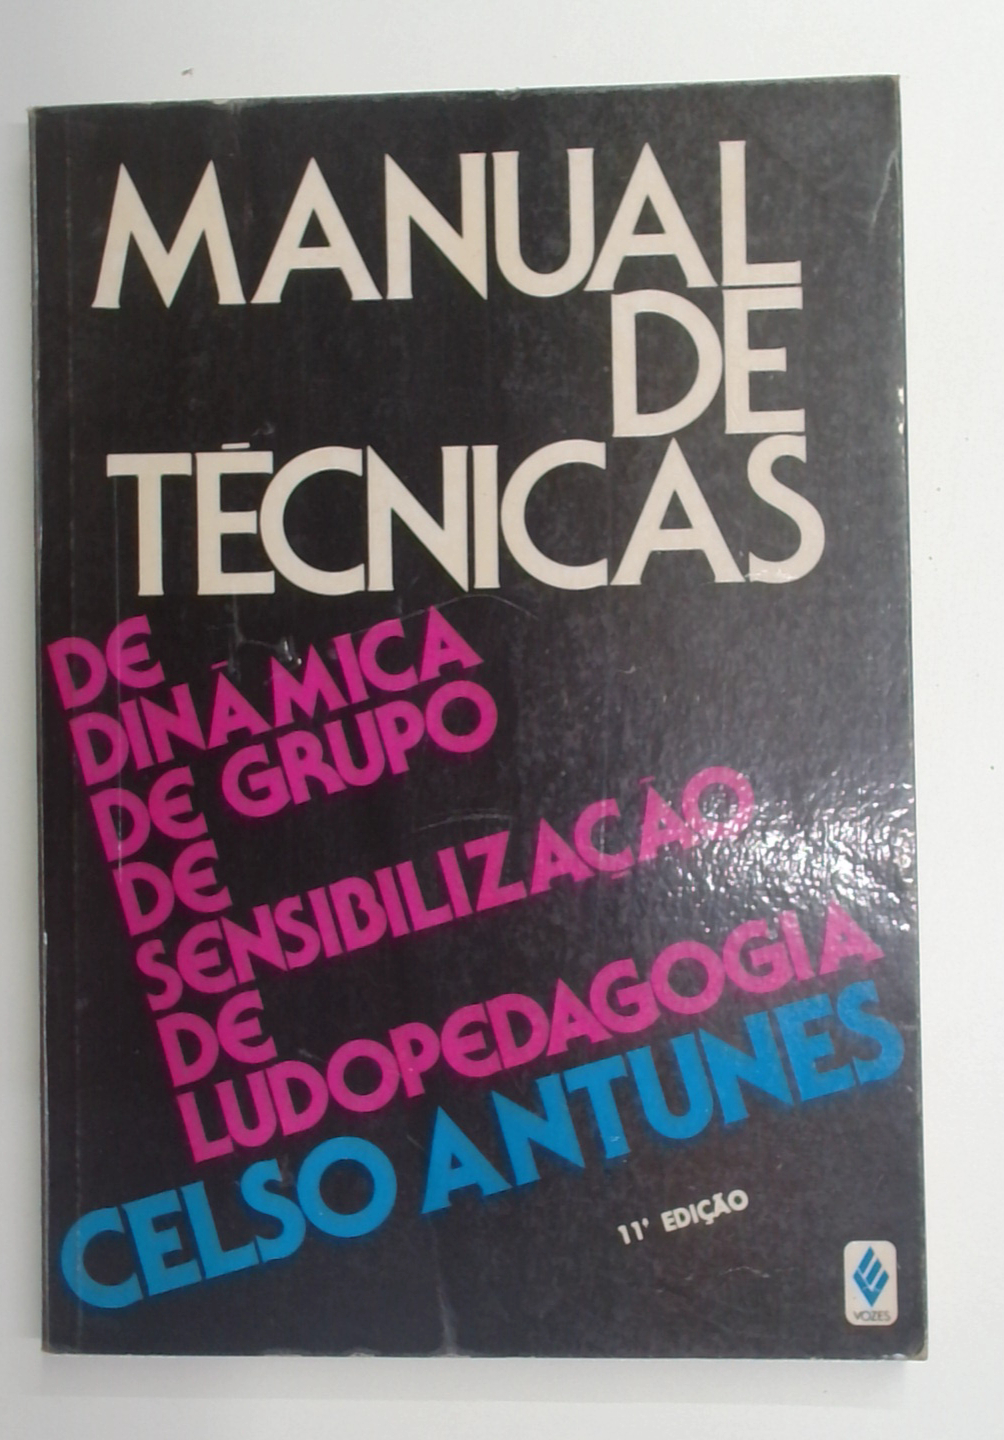 MANUAL
DE
TÉCNICAS
DE
DINÂMICA
DE GRUPO
DE
SENSIBILIZAÇÃO
DE
LUDOPEDAGOGIA
CELSO ANTUNES
11ª EDIÇÃO
VOZES